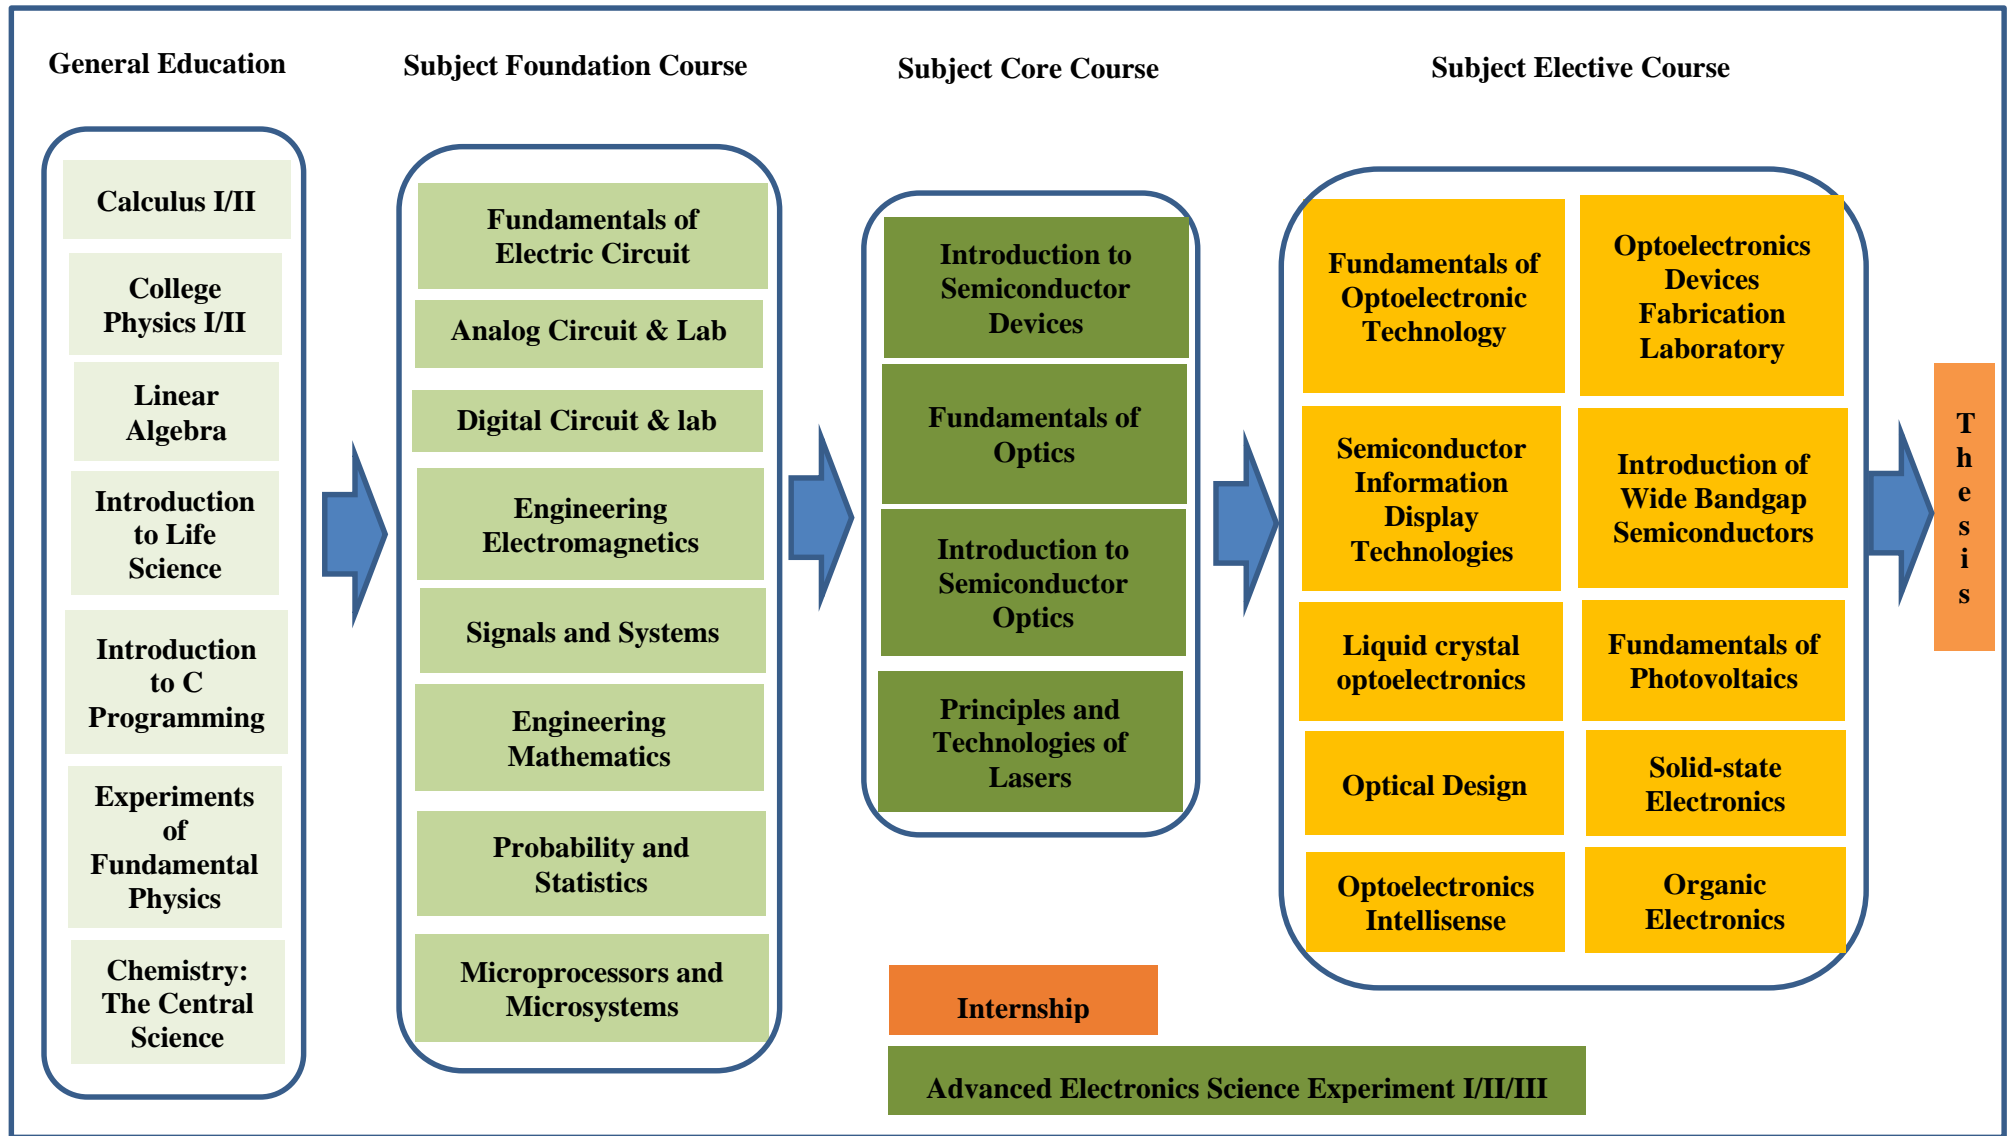 General Education
Subject Foundation Course
Subject Core Course
Subject Elective Course
Calculus I/II
College
Physics I/II
Linear
Algebra
Introduction
to Life
Science
Introduction
to C
Programming
Experiments
of
Fundamental
Physics
Chemistry:
The Central
Science
Fundamentals of
Electric Circuit
Analog Circuit & Lab
Digital Circuit & lab
Engineering
Electromagnetics
Signals and Systems
Engineering
Mathematics
Probability and
Statistics
Microprocessors and
Microsystems
Introduction to
Semiconductor
Devices
Fundamentals of
Optics
Introduction to
Semiconductor
Optics
Principles and
Technologies of
Lasers
Internship
Advanced Electronics Science Experiment I/II/III
Fundamentals of
Optoelectronic
Technology
Optoelectronics
Devices
Fabrication
Laboratory
Semiconductor
Information
Display
Technologies
Introduction of
Wide Bandgap
Semiconductors
Liquid crystal
optoelectronics
Fundamentals of
Photovoltaics
Optical Design
Solid-state
Electronics
Optoelectronics
Intellisense
Organic
Electronics
T
h
e
s
i
s